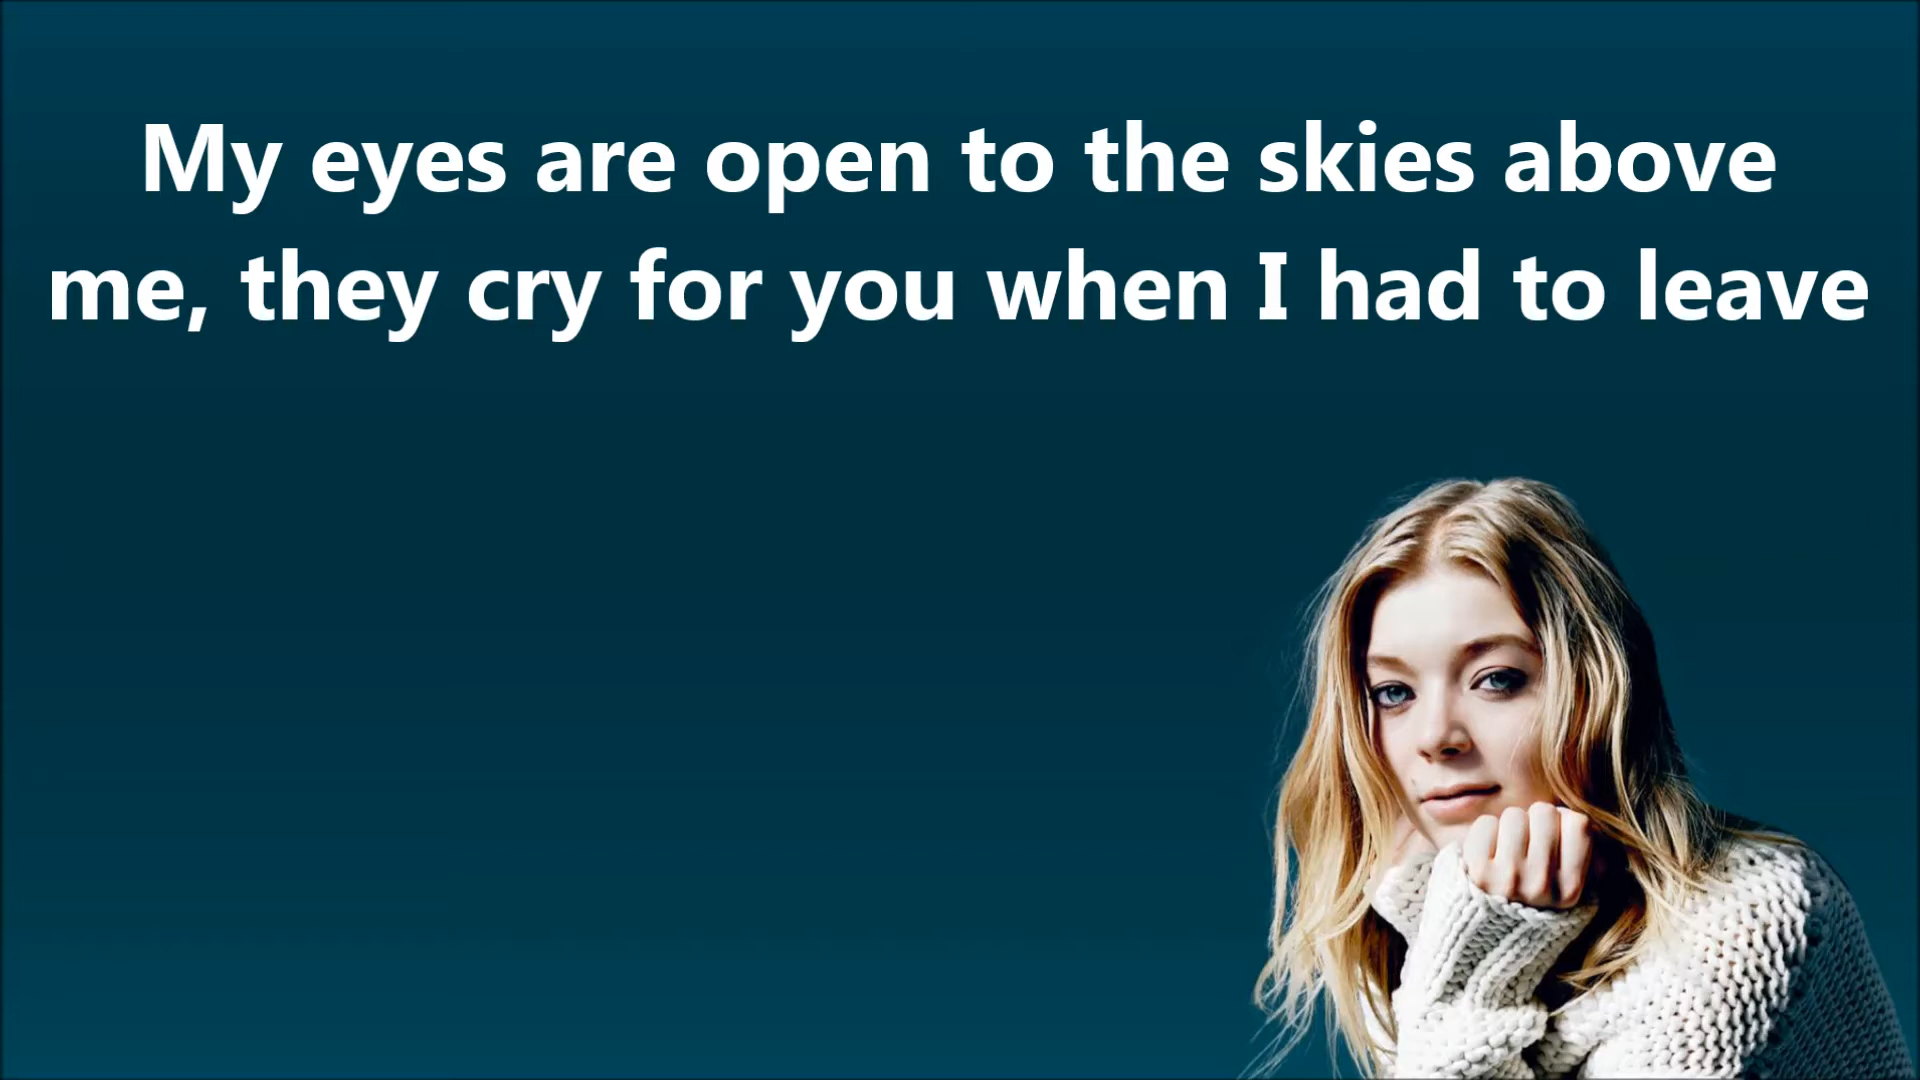 My eyes are open to the skies above
me, they cry for you when I had to leave